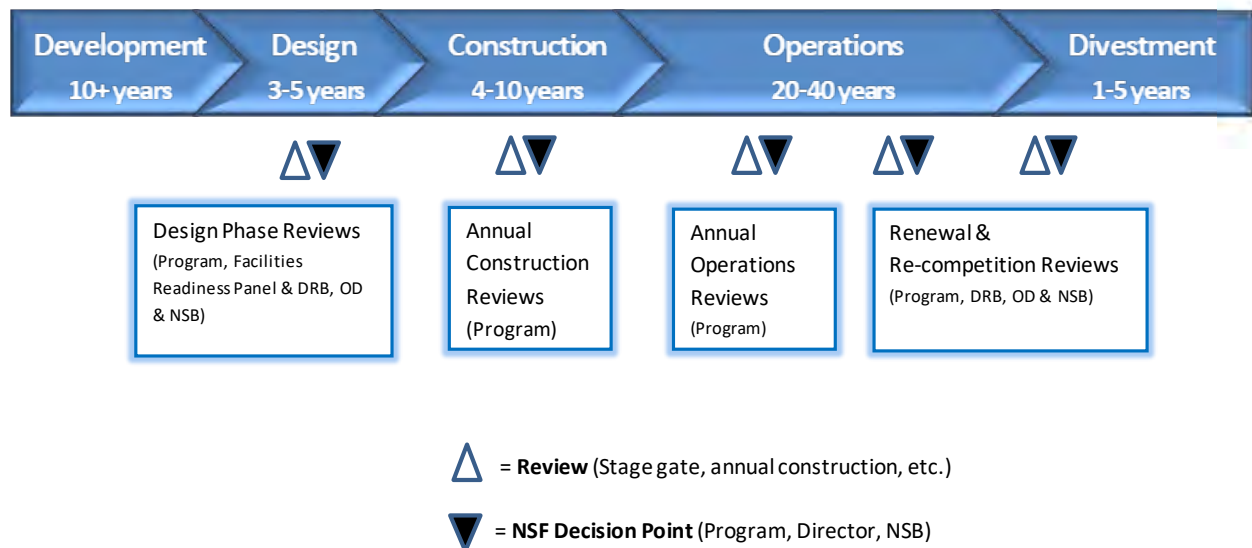 Development
10+ years
Design
3-5 years
Construction
4-10 years
Operations
20-40 years
Divestment
1-5 years
Design Phase Reviews
(Program, Facilities
Readiness Panel & DRB, OD
& NSB)
Annual
Construction
Reviews
(Program)
Annual
Operations
Reviews
(Program)
Renewal &
Re-competition Reviews
(Program, DRB, OD & NSB)
= Review (Stage gate, annual construction, etc.)
= NSF Decision Point (Program, Director, NSB)